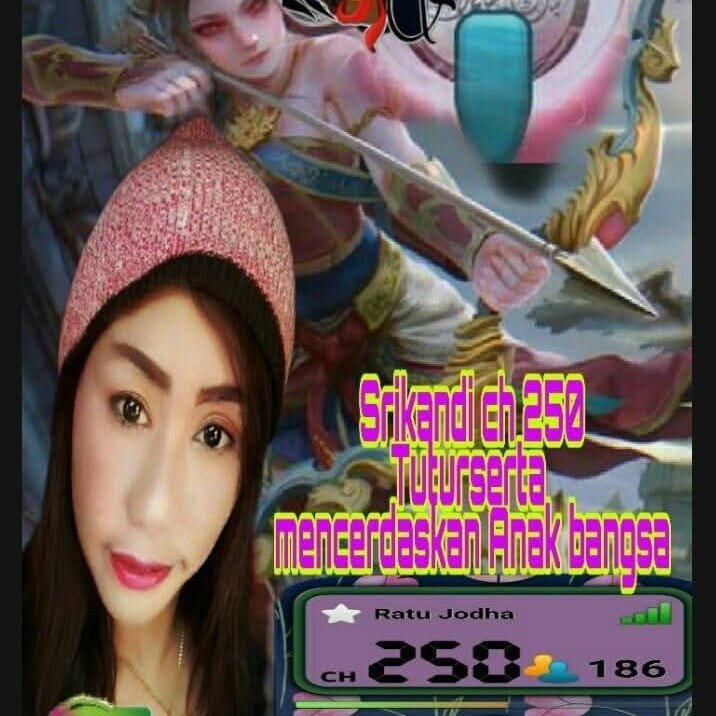 Srikandi ch 250
Tuturserta
mencerdaskan Anak bangsa
Ratu Jodha
CH 250 186